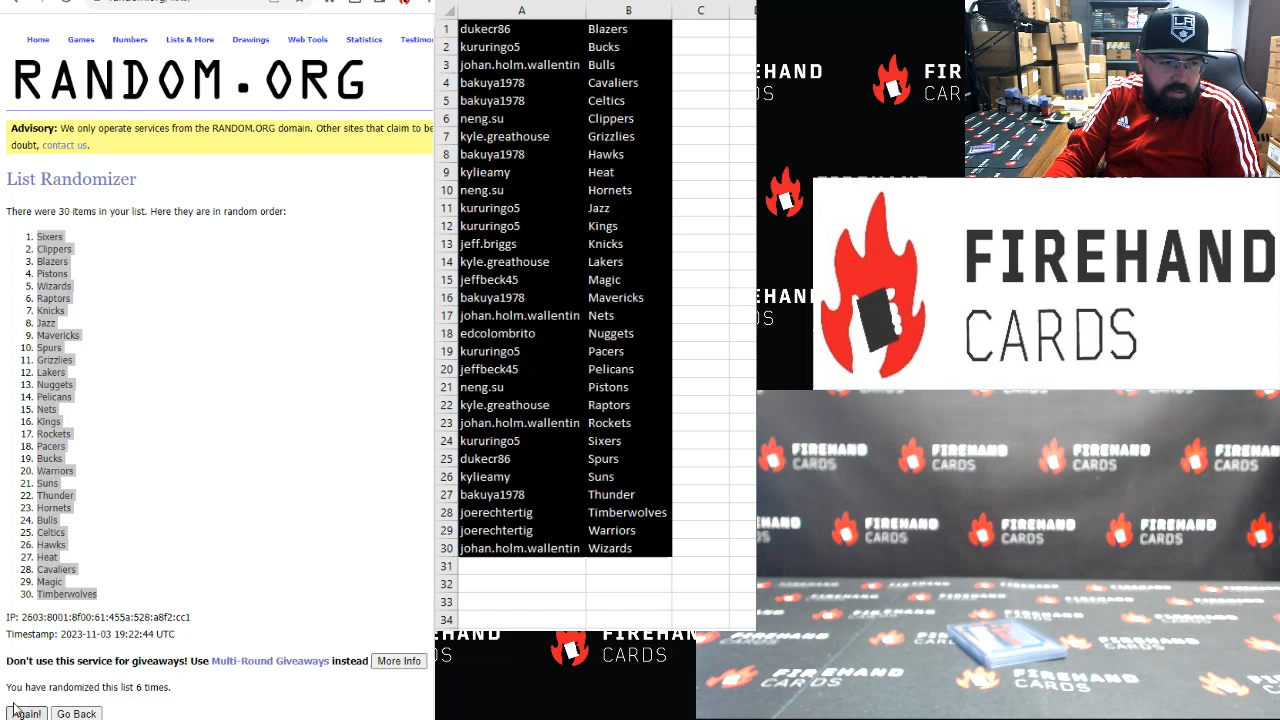 Home Games Numbers Lists & More Drawings Web Tools Statistics Testimon
RANDOM.ORG
Advisory: We only operate services from the RANDOM.ORG domain. Other sites that claim to be
doubt, contact us.
List Randomizer
There were 30 items in your list. Here they are in random order:
1. Sixers
2. Clippers
3. Blazers
4. Pistons
5. Wizards
6. Raptors
7. Knicks
8. Jazz
9. Mavericks
10. Spurs
11. Grizzlies
12. Lakers
13. Nuggets
14. Pelicans
15. Nets
16. Kings
17. Rockets
18. Pacers
19. Bucks
20. Warriors
21. Suns
22. Thunder
23. Hornets
24. Bulls
25. Celtics
26. Hawks
27. Heat
28. Cavaliers
29. Magic
30. Timberwolves
IP: 2603:8001:8f00:61:455a:528:a8f2:cc1
Timestamp: 2023-11-03 19:22:44 UTC
Don't use this service for giveaways! Use Multi-Round Giveaways instead More Info
You have randomized this list 6 times.
Again! Go Back
A B C
1 dukecr86 Blazers
2 kururingo5 Bucks
3 johan.holm.wallentin Bulls
4 bakuya1978 Cavaliers
5 bakuya1978 Celtics
6 neng.su Clippers
7 kyle.greathouse Grizzlies
8 bakuya1978 Hawks
9 kylieamy Heat
10 neng.su Hornets
11 kururingo5 Jazz
12 kururingo5 Kings
13 jeff.briggs Knicks
14 kyle.greathouse Lakers
15 jeffbeck45 Magic
16 bakuya1978 Mavericks
17 johan.holm.wallentin Nets
18 edcolombrito Nuggets
19 kururingo5 Pacers
20 jeffbeck45 Pelicans
21 neng.su Pistons
22 kyle.greathouse Raptors
23 johan.holm.wallentin Rockets
24 kururingo5 Sixers
25 dukecr86 Spurs
26 kylieamy Suns
27 bakuya1978 Thunder
28 joerechtertig Timberwolves
29 joerechtertig Warriors
30 johan.holm.wallentin Wizards
31
32
33
34
FIREHAND
CARDS
FIREHAND
CARDS
FIREHAND
CARDS
FIREHAND
CARDS
FIREHAND
CARDS